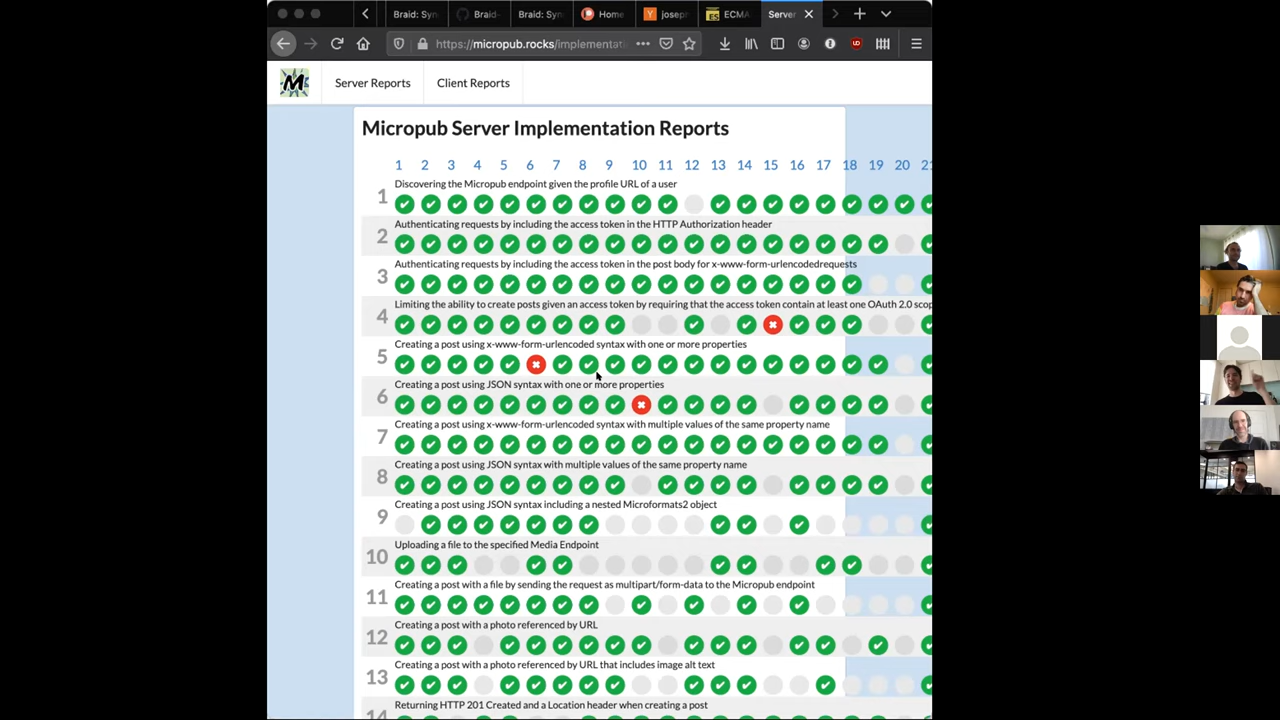 Braid: Syn
Braid-
Braid: Syn
Home
josep
ECMA
Server
https://micropub.rocks/implementati
M
Server Reports
Client Reports
Micropub Server Implementation Reports
1 2 3 4 5 6 7 8 9 10 11 12 13 14 15 16 17 18 19 20 21
1 Discovering the Micropub endpoint given the profile URL of a user
2 Authenticating requests by including the access token in the HTTP Authorization header
3 Authenticating requests by including the access token in the post body for x-www-form-urlencodedrequests
4 Limiting the ability to create posts given an access token by requiring that the access token contain at least one OAuth 2.0 scop
5 Creating a post using x-www-form-urlencoded syntax with one or more properties
6 Creating a post using JSON syntax with one or more properties
7 Creating a post using x-www-form-urlencoded syntax with multiple values of the same property name
8 Creating a post using JSON syntax with multiple values of the same property name
9 Creating a post using JSON syntax including a nested Microformats2 object
10 Uploading a file to the specified Media Endpoint
11 Creating a post with a file by sending the request as multipart/form-data to the Micropub endpoint
12 Creating a post with a photo referenced by URL
13 Creating a post with a photo referenced by URL that includes image alt text
14 Returning HTTP 201 Created and a Location header when creating a post